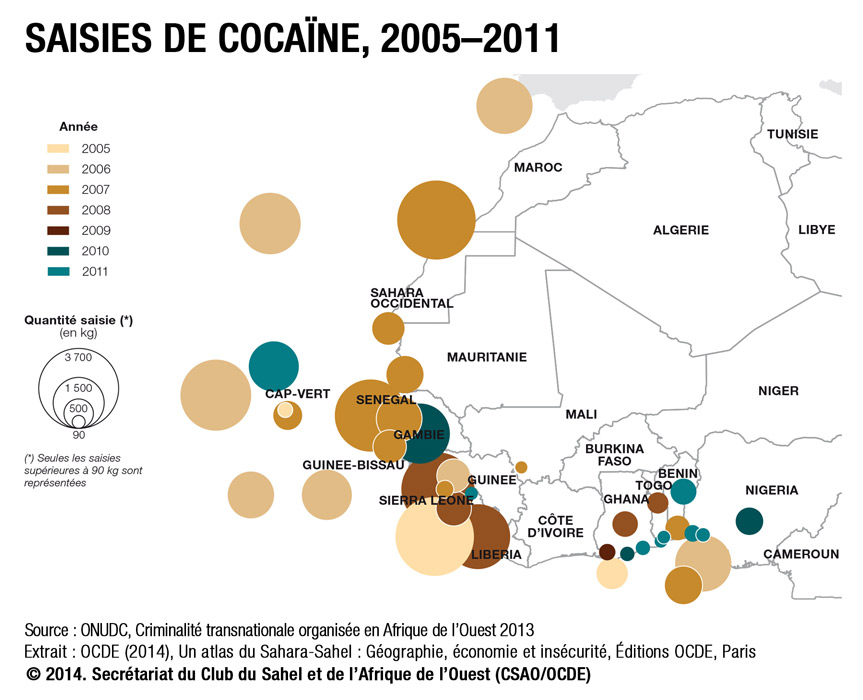 SAISIES DE COCAÏNE, 2005–2011
Année
2005
2006
2007
2008
2009
2010
2011
Quantité saisie (*)
(en kg)
3 700
1 500
500
90
(*) Seules les saisies
supérieures à 90 kg sont
représentées
TUNISIE
MAROC
ALGERIE
LIBYE
SAHARA
OCCIDENTAL
MAURITANIE
CAP-VERT
SENEGAL
NIGER
MALI
GAMBIE
BURKINA
FASO
GUINEE-BISSAU
GUINEE
BENIN
TOGO
NIGERIA
SIERRA LEONE
GHANA
CÔTE
D'IVOIRE
LIBERIA
CAMEROUN
Source : ONUDC, Criminalité transnationale organisée en Afrique de l'Ouest 2013
Extrait : OCDE (2014), Un atlas du Sahara-Sahel : Géographie, économie et insécurité, Éditions OCDE, Paris
© 2014. Secrétariat du Club du Sahel et de l'Afrique de l'Ouest (CSAO/OCDE)